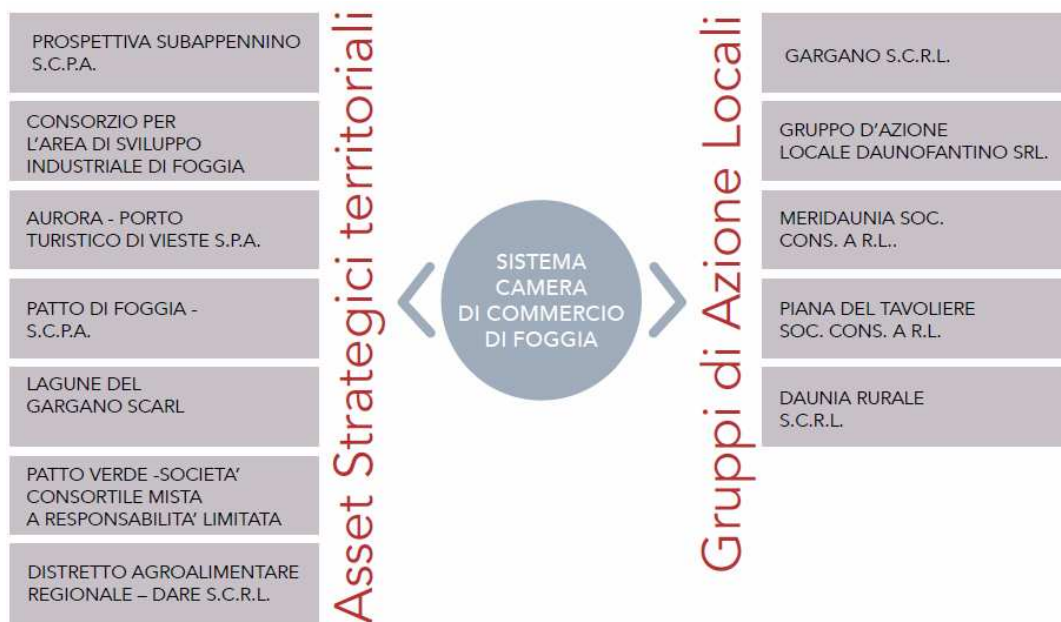 PROSPETTIVA SUBAPPENNINO
S.C.P.A.
CONSORZIO PER
L'AREA DI SVILUPPO
INDUSTRIALE DI FOGGIA
AURORA - PORTO
TURISTICO DI VIESTE S.P.A.
PATTO DI FOGGIA -
S.C.P.A.
LAGUNE DEL
GARGANO SCARL
PATTO VERDE -SOCIETA'
CONSORTILE MISTA
A RESPONSABILITA' LIMITATA
DISTRETTO AGROALIMENTARE
REGIONALE – DARE S.C.R.L.
Asset Strategici territoriali
SISTEMA
CAMERA
DI COMMERCIO
DI FOGGIA
Gruppi di Azione Locali
GARGANO S.C.R.L.
GRUPPO D'AZIONE
LOCALE DAUNOFANTINO SRL.
MERIDAUNIA SOC.
CONS. A R.L..
PIANA DEL TAVOLIERE
SOC. CONS. A R.L.
DAUNIA RURALE
S.C.R.L.